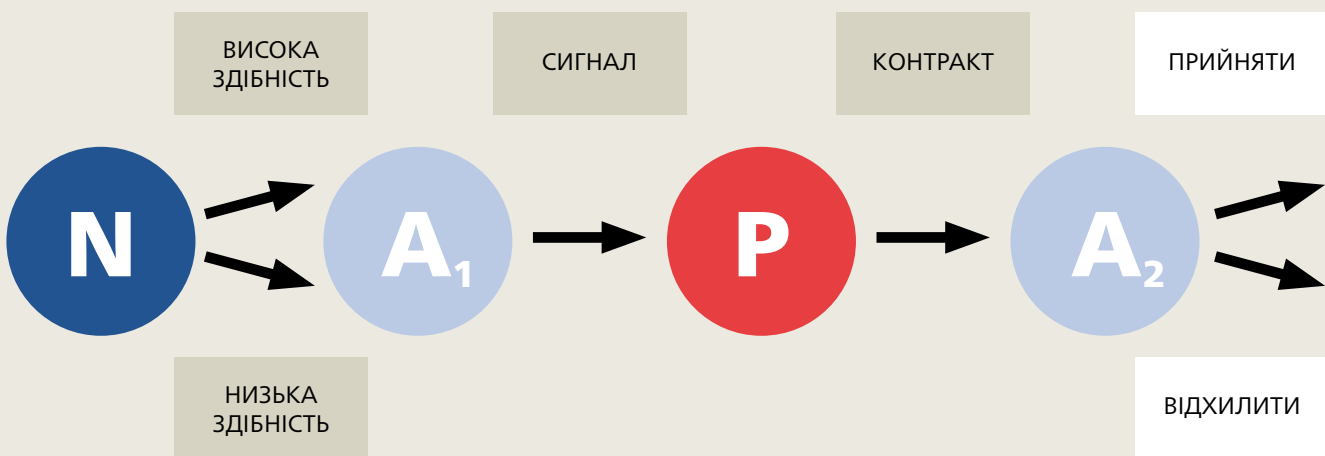 ВИСОКА
ЗДІБНІСТЬ
СИГНАЛ
КОНТРАКТ
ПРИЙНЯТИ
N
A₁
P
A₂
НИЗЬКА
ЗДІБНІСТЬ
ВІДХИЛИТИ